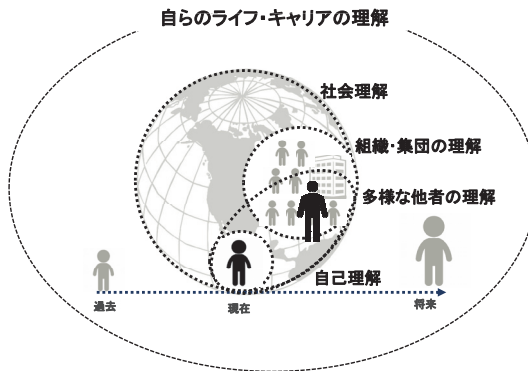 自らのライフ・キャリアの理解
社会理解
組織・集団の理解
多様な他者の理解
自己理解
過去
現在
将来